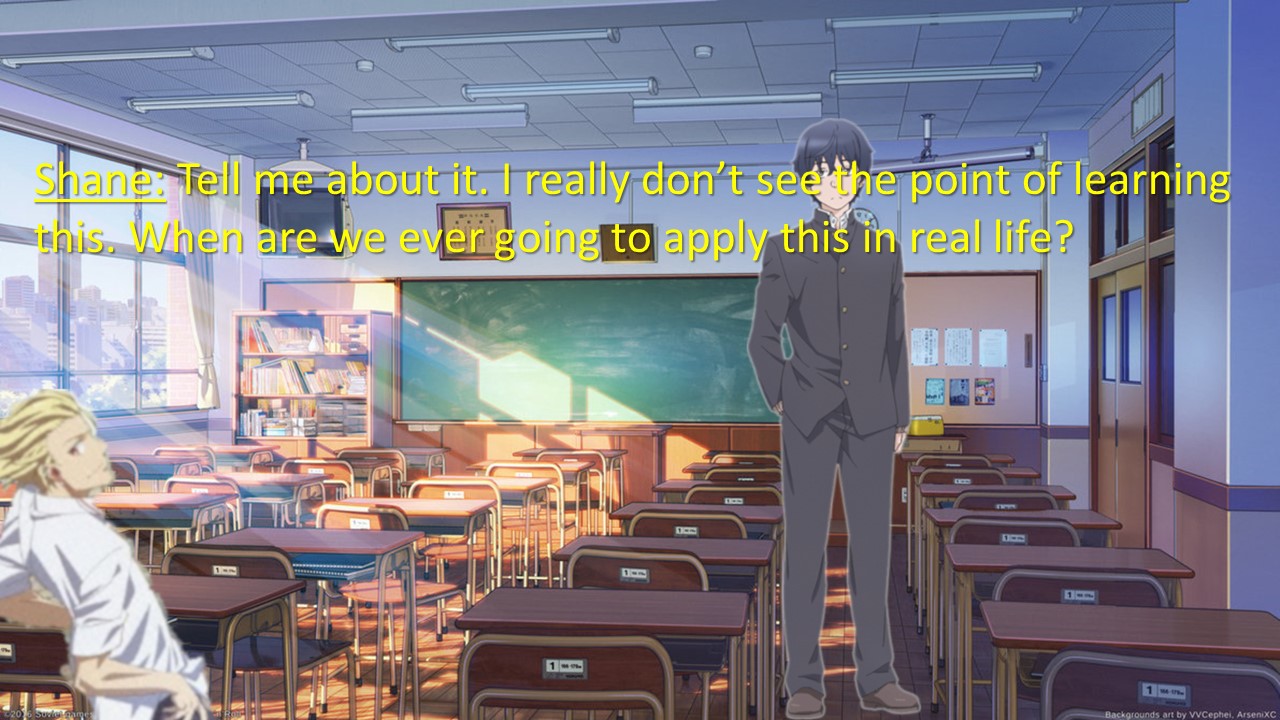 Shane: Tell me about it. I really don’t see the point of learning
this. When are we ever going to apply this in real life?
Backgrounds art by VVCephei, ArseniXC